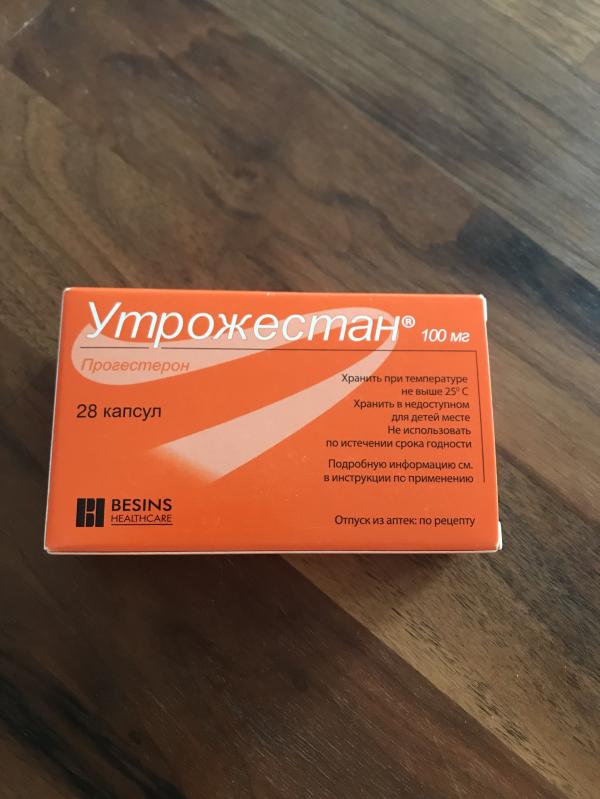 Утрожестан® 100 мг
Прогестерон
28 капсул
Хранить при температуре
не выше 25⁰ С
Хранить в недоступном
для детей месте
Не использовать
по истечении срока годности
Подробную информацию см.
в инструкции по применению
BESINS
HEALTHCARE
Отпуск из аптек: по рецепту